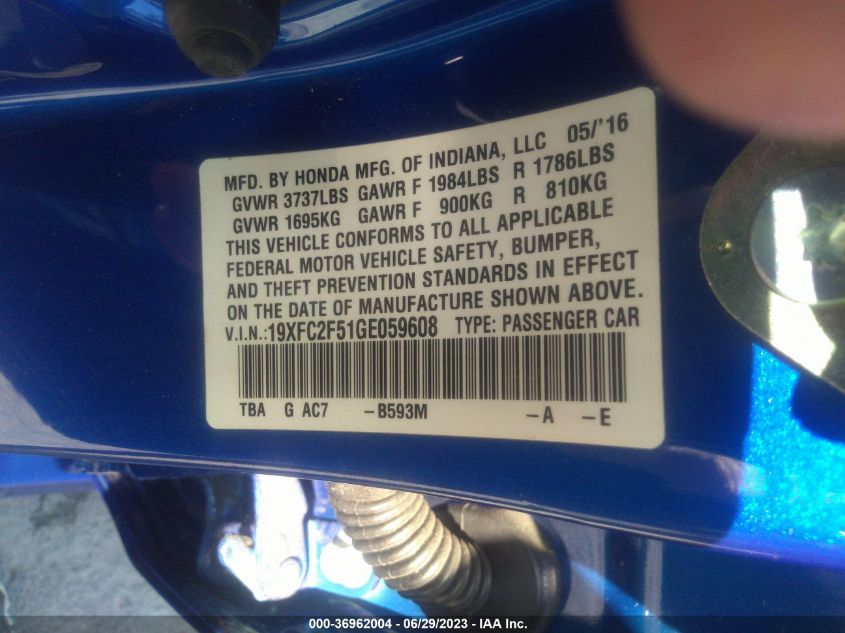 MFD. BY HONDA MFG. OF INDIANA, LLC 05/'16
GVWR 3737LBS GAWR F 1984LBS R 1786LBS
GVWR 1695KG GAWR F 900KG R 810KG
THIS VEHICLE CONFORMS TO ALL APPLICABLE
FEDERAL MOTOR VEHICLE SAFETY, BUMPER,
AND THEFT PREVENTION STANDARDS IN EFFECT
ON THE DATE OF MANUFACTURE SHOWN ABOVE.
V.I.N.:19XFC2F51GE059608 TYPE: PASSENGER CAR
TBA G AC7 -B593M -A -E
000-36962004 - 06/29/2023 - IAA Inc.